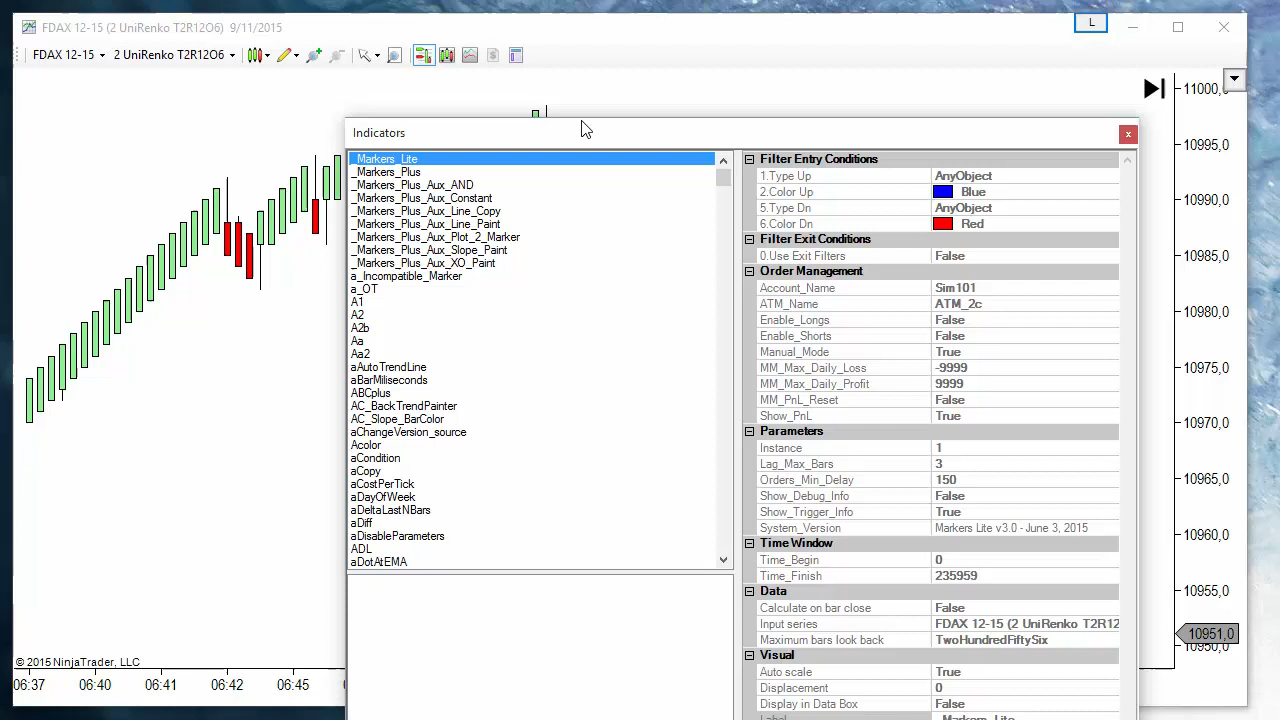 FDAX 12-15 (2 UniRenko T2R12O6) 9/11/2015
L
FDAX 12-15 2 UniRenko T2R12O6
11000,0
10995,0
10990,0
10985,0
10980,0
10975,0
10970,0
10965,0
10960,0
10955,0
10951,0
10950,0
Indicators
_Markers_Lite
_Markers_Plus
_Markers_Plus_Aux_AND
_Markers_Plus_Aux_Constant
_Markers_Plus_Aux_Line_Copy
_Markers_Plus_Aux_Line_Paint
_Markers_Plus_Aux_Plot_2_Marker
_Markers_Plus_Aux_Slope_Paint
_Markers_Plus_Aux_XO_Paint
a_Incompatible_Marker
a_OT
A1
A2
A2b
Aa
Aa2
aAutoTrendLine
aBarMiliseconds
ABCplus
AC_BackTrendPainter
AC_Slope_BarColor
aChangeVersion_source
Acolor
aCondition
aCopy
aCostPerTick
aDayOfWeek
aDeltaLastNBars
aDiff
aDisableParameters
ADL
aDotAtEMA
Filter Entry Conditions
1.Type Up AnyObject
2.Color Up Blue
5.Type Dn AnyObject
6.Color Dn Red
Filter Exit Conditions
0.Use Exit Filters False
Order Management
Account_Name Sim101
ATM_Name ATM_2c
Enable_Longs False
Enable_Shorts False
Manual_Mode True
MM_Max_Daily_Loss -9999
MM_Max_Daily_Profit 9999
MM_PnL_Reset False
Show_PnL True
Parameters
Instance 1
Lag_Max_Bars 3
Orders_Min_Delay 150
Show_Debug_Info False
Show_Trigger_Info True
System_Version Markers Lite v3.0 - June 3, 2015
Time Window
Time_Begin 0
Time_Finish 235959
Data
Calculate on bar close False
Input series FDAX 12-15 (2 UniRenko T2R12
Maximum bars look back TwoHundredFiftySix
Visual
Auto scale True
Displacement 0
Display in Data Box False
Label _Markers_Lite
© 2015 NinjaTrader, LLC
06:37 06:40 06:41 06:42 06:45